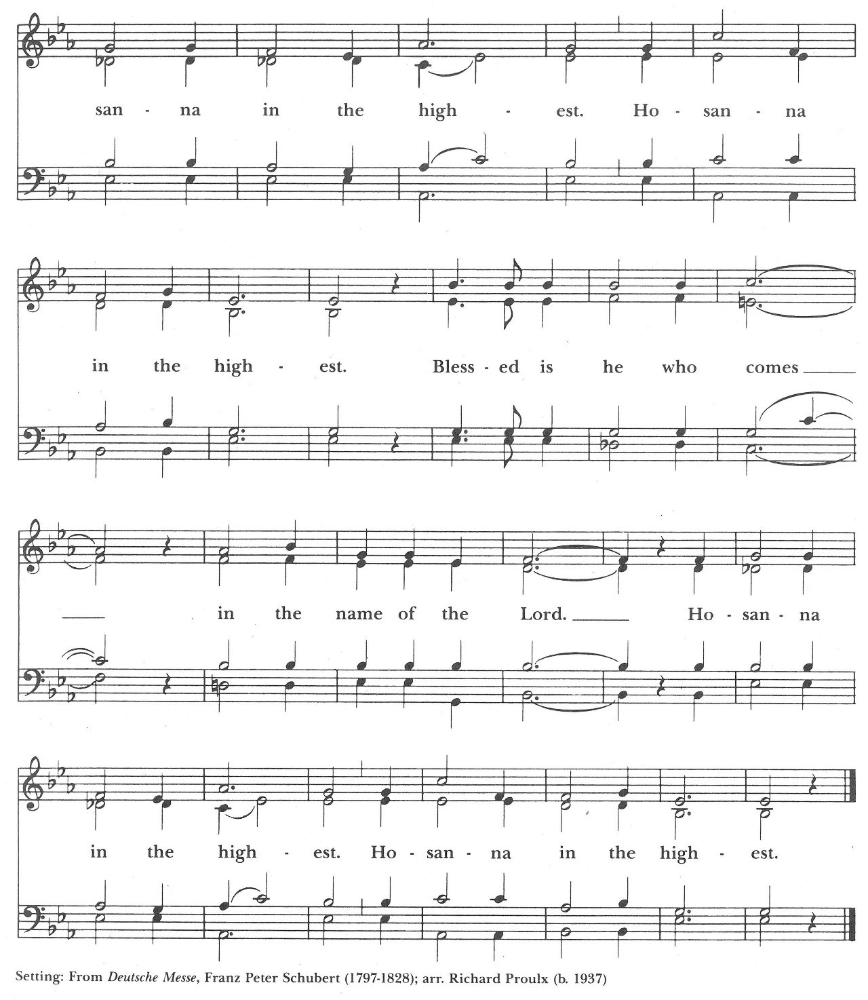 san - na in the high - est. Ho - san - na
in the high - est. Bless - ed is he who comes
in the name of the Lord. Ho - san - na
in the high - est. Ho - san - na in the high - est.
Setting: From Deutsche Messe, Franz Peter Schubert (1797-1828); arr. Richard Proulx (b. 1937)